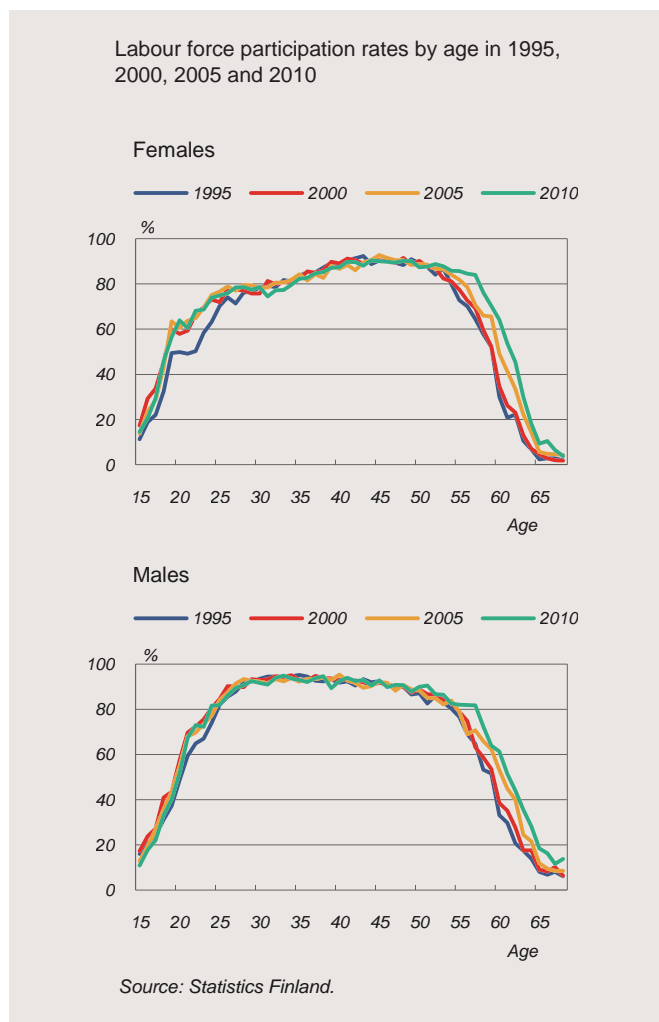 Labour force participation rates by age in 1995,
2000, 2005 and 2010
Females
1995 2000 2005 2010
%
100
80
60
40
20
0
15 20 25 30 35 40 45 50 55 60 65
Age
Males
1995 2000 2005 2010
%
100
80
60
40
20
0
15 20 25 30 35 40 45 50 55 60 65
Age
Source: Statistics Finland.